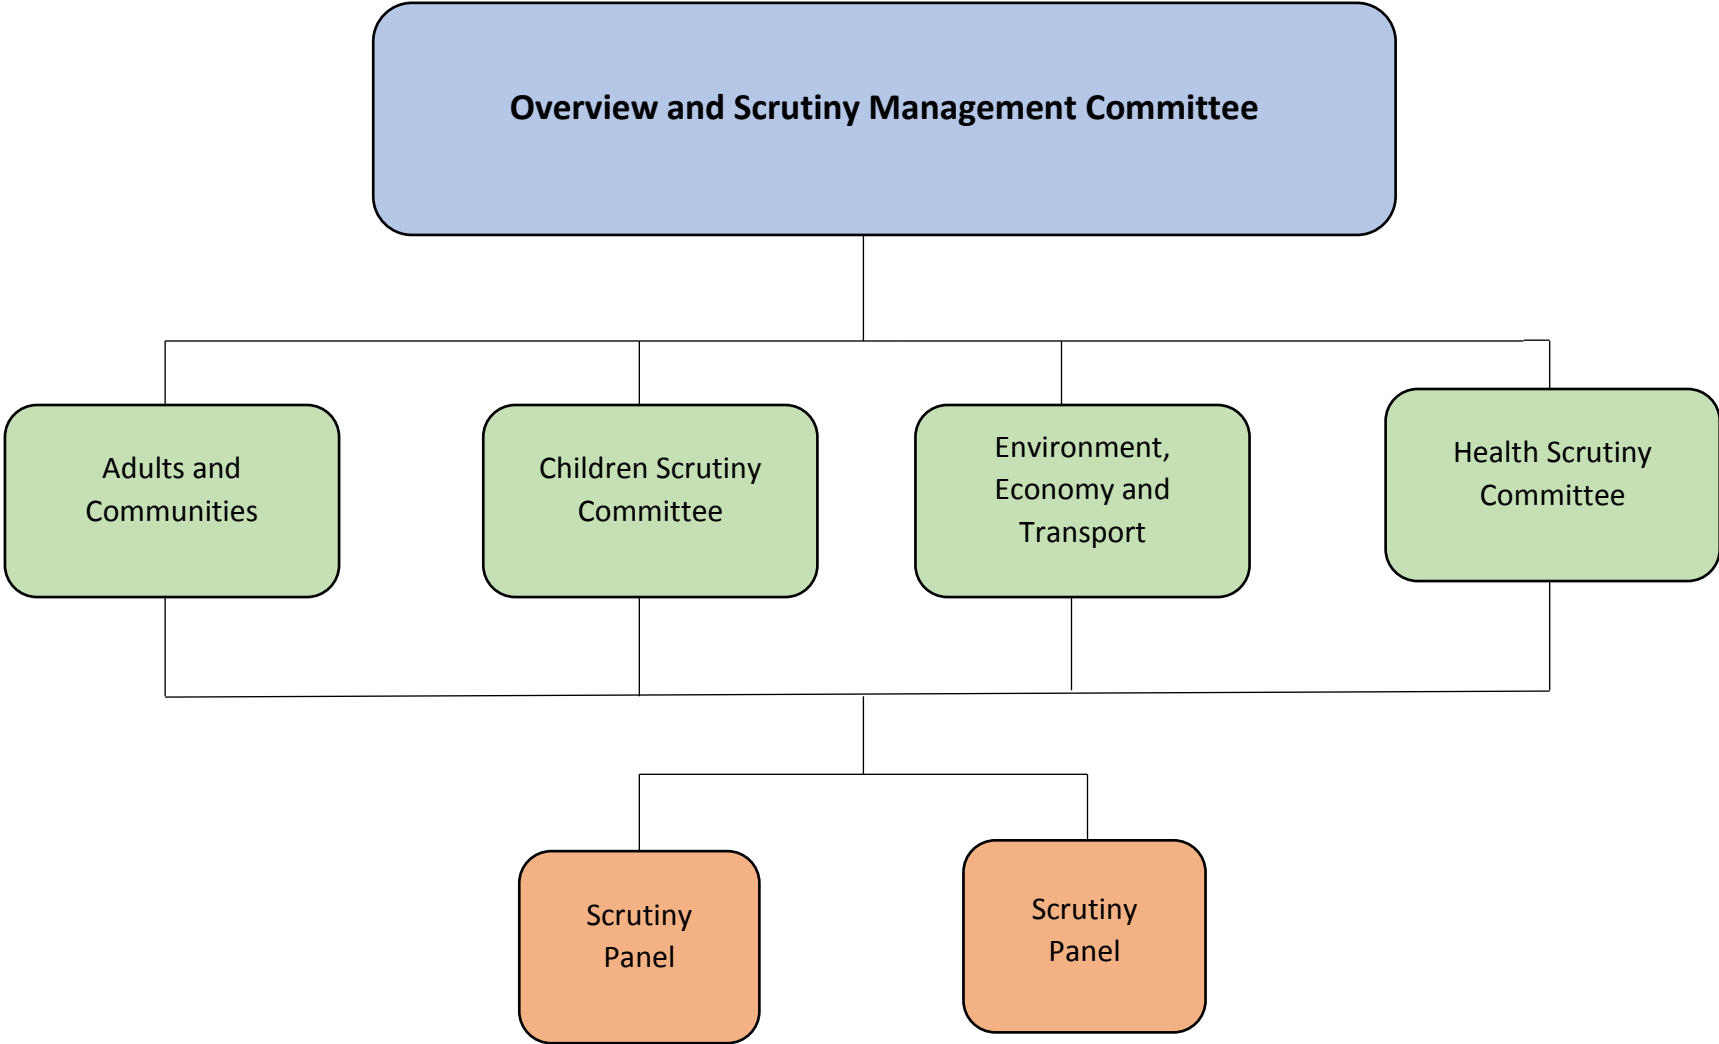 Overview and Scrutiny Management Committee
Adults and
Communities
Children Scrutiny
Committee
Environment,
Economy and
Transport
Health Scrutiny
Committee
Scrutiny
Panel
Scrutiny
Panel